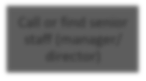 Call or find senior
staff (manager/
director)